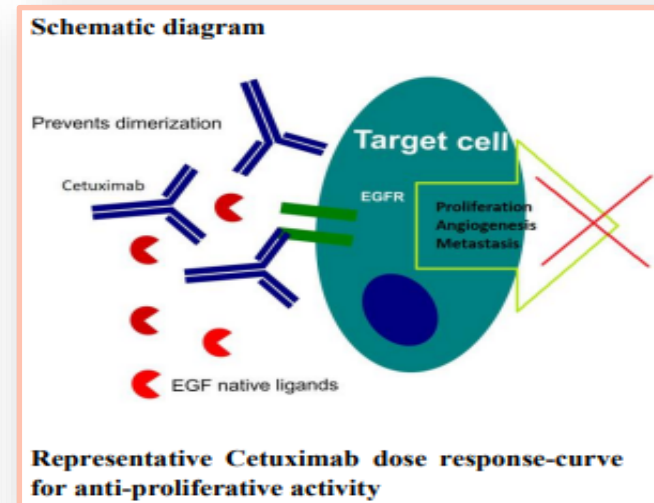 Schematic diagram
Prevents dimerization
Target cell
Cetuximab
EGFR
Proliferation
Angiogenesis
Metastasis
EGF native ligands
Representative Cetuximab dose response-curve
for anti-proliferative activity